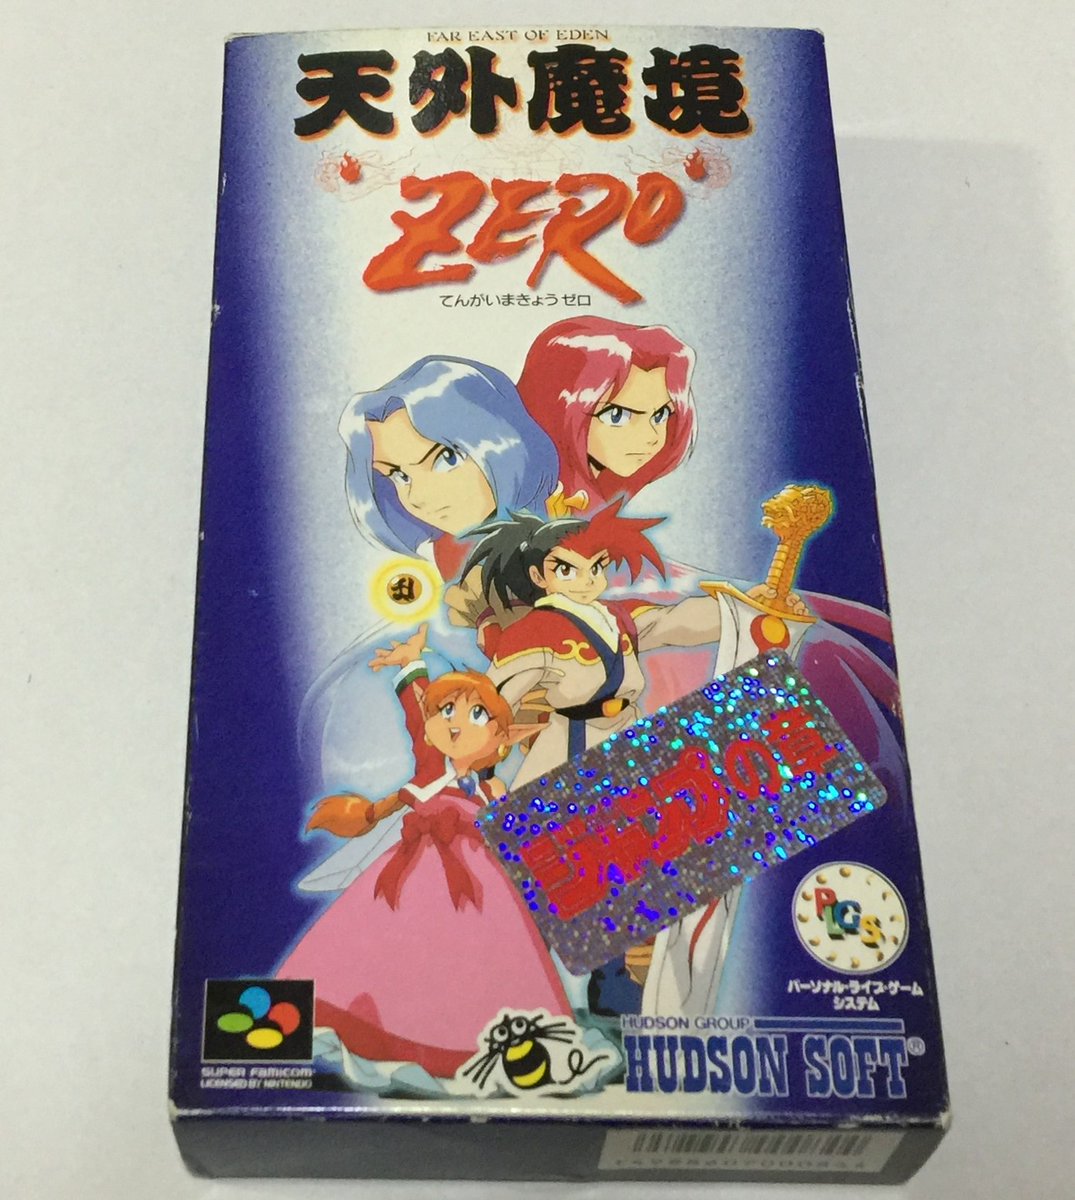 FAR EAST OF EDEN
天外魔境
ZERO
てんがいまきょう ゼロ
卍
ジャンプの章
PLGS
パーソナル・ライブ・ゲーム
システム
SUPER FAMICOM
LICENSED BY NINTENDO
HUDSON GROUP
HUDSON SOFT®